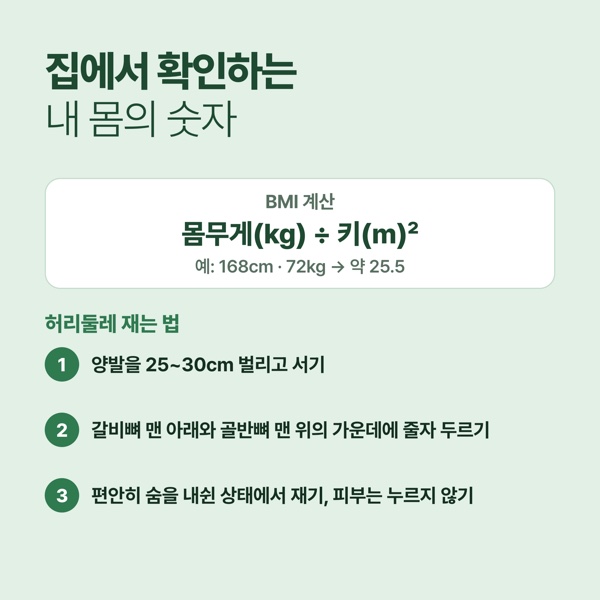 집에서 확인하는
내 몸의 숫자
BMI 계산
몸무게(kg) ÷ 키(m)²
예: 168cm · 72kg → 약 25.5
허리둘레 재는 법
1 양발을 25~30cm 벌리고 서기
2 갈비뼈 맨 아래와 골반뼈 맨 위의 가운데에 줄자 두르기
3 편안히 숨을 내쉰 상태에서 재기, 피부는 누르지 않기